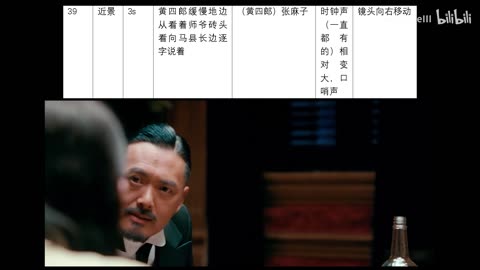 39
近景
3s
黄四郎缓慢地边
从看着师爷砖头
看向马县长边逐
字说着
（黄四郎）张麻子
时钟声
（一直
都有
的）相
对变
大，口
哨声
镜头向右移动
bilibili